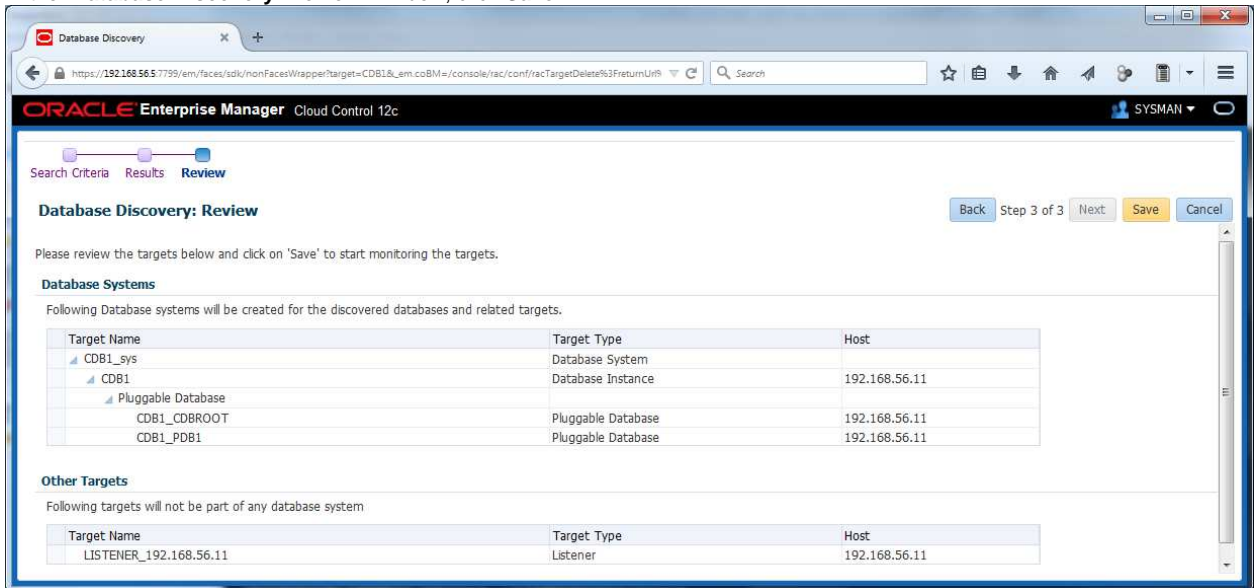 Database Discovery
https://192.168.56.5:7799/em/faces/sdk/nonFacesWrapper?target=CDB1&_em.coBM=/console/rac/conf/racTargetDelete%3FreturnUrl% Search
ORACLE Enterprise Manager Cloud Control 12c SYSMAN
Search Criteria Results Review
Database Discovery: Review Back Step 3 of 3 Next Save Cancel
Please review the targets below and click on 'Save' to start monitoring the targets.
Database Systems
Following Database systems will be created for the discovered databases and related targets.
Target Name Target Type Host
CDB1_sys Database System
CDB1 Database Instance 192.168.56.11
Pluggable Database
CDB1_CDBROOT Pluggable Database 192.168.56.11
CDB1_PDB1 Pluggable Database 192.168.56.11
Other Targets
Following targets will not be part of any database system
Target Name Target Type Host
LISTENER_192.168.56.11 Listener 192.168.56.11